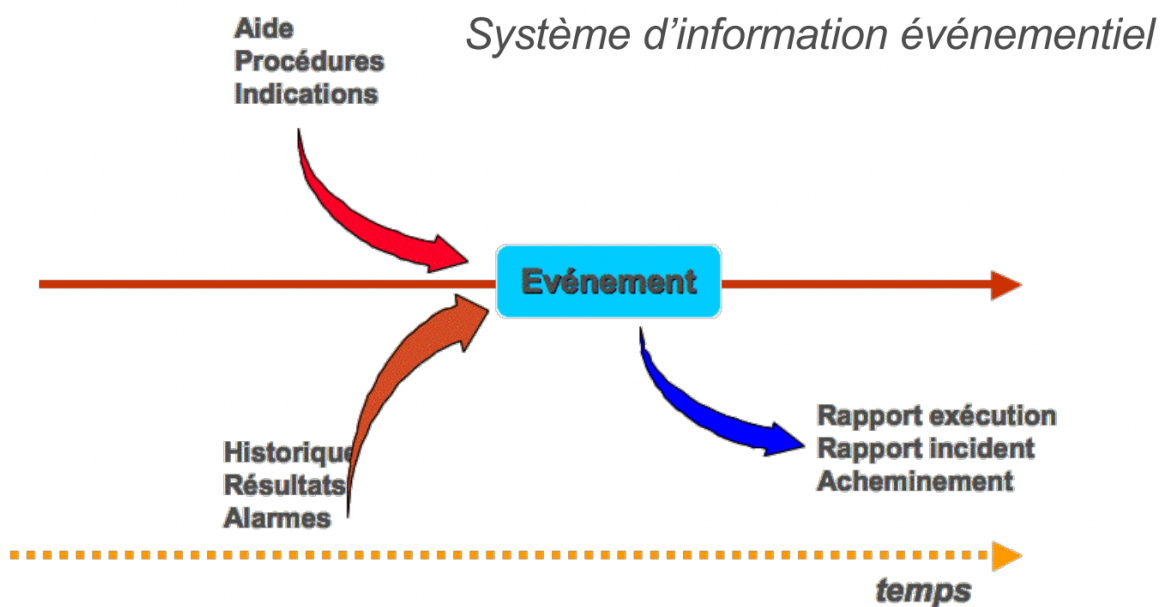 Système d’information événementiel
Aide
Procédures
Indications
Evénement
Historique
Résultats
Alarmes
Rapport exécution
Rapport incident
Acheminement
temps